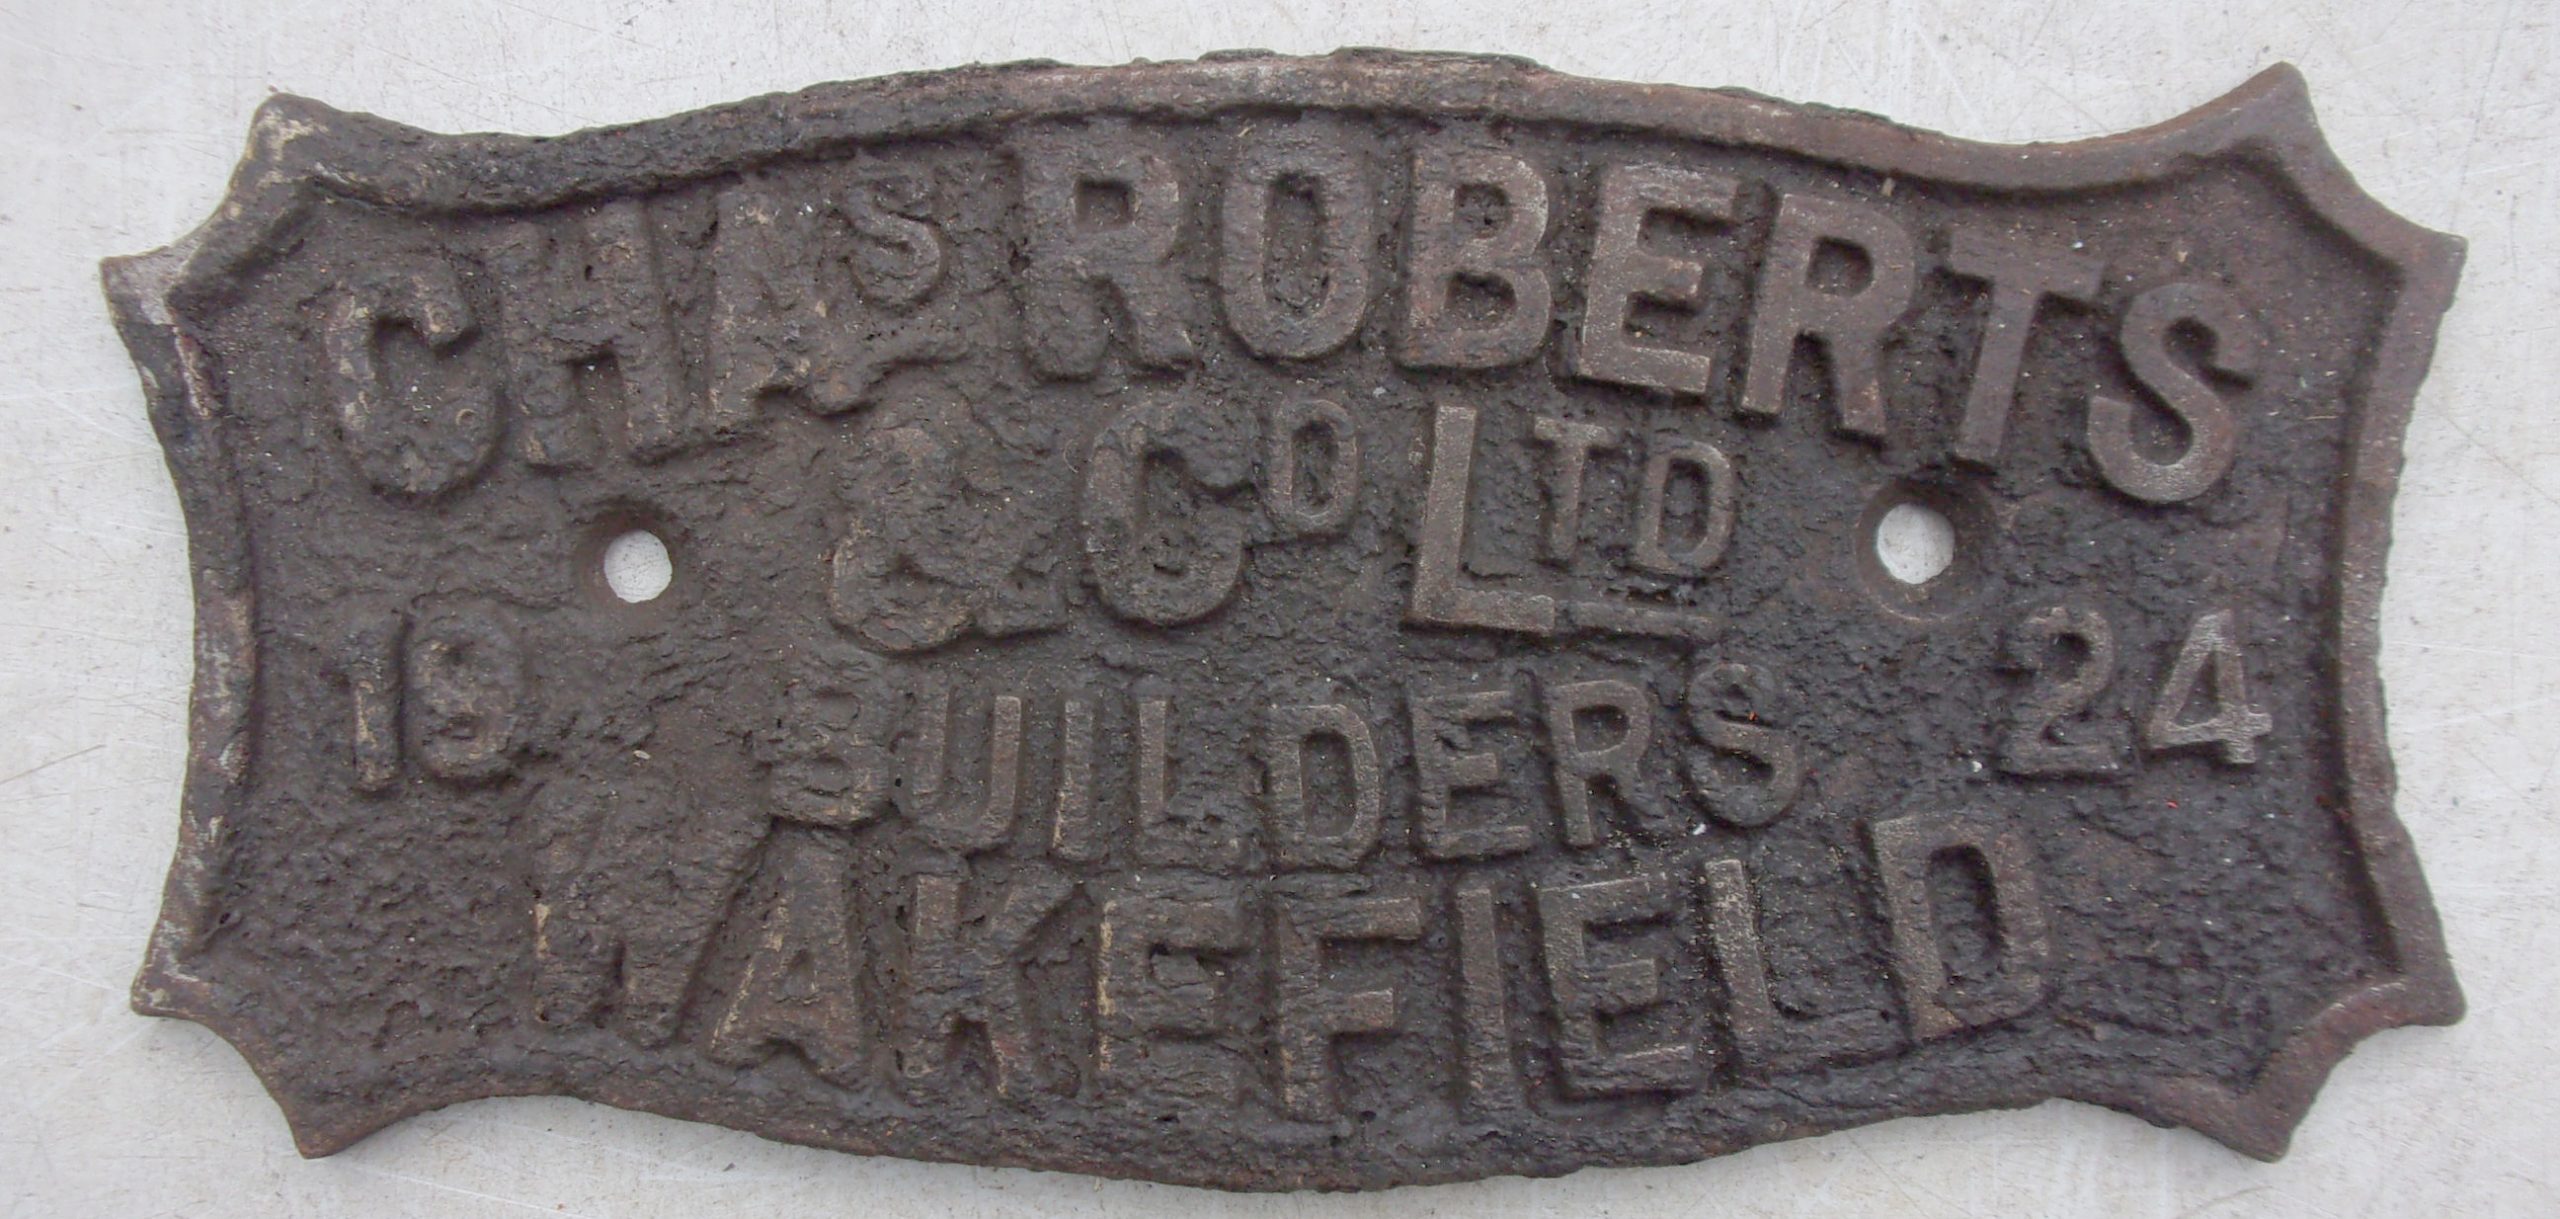 CHAS ROBERTS
& CO LTD
19 BUILDERS 24
WAKEFIELD